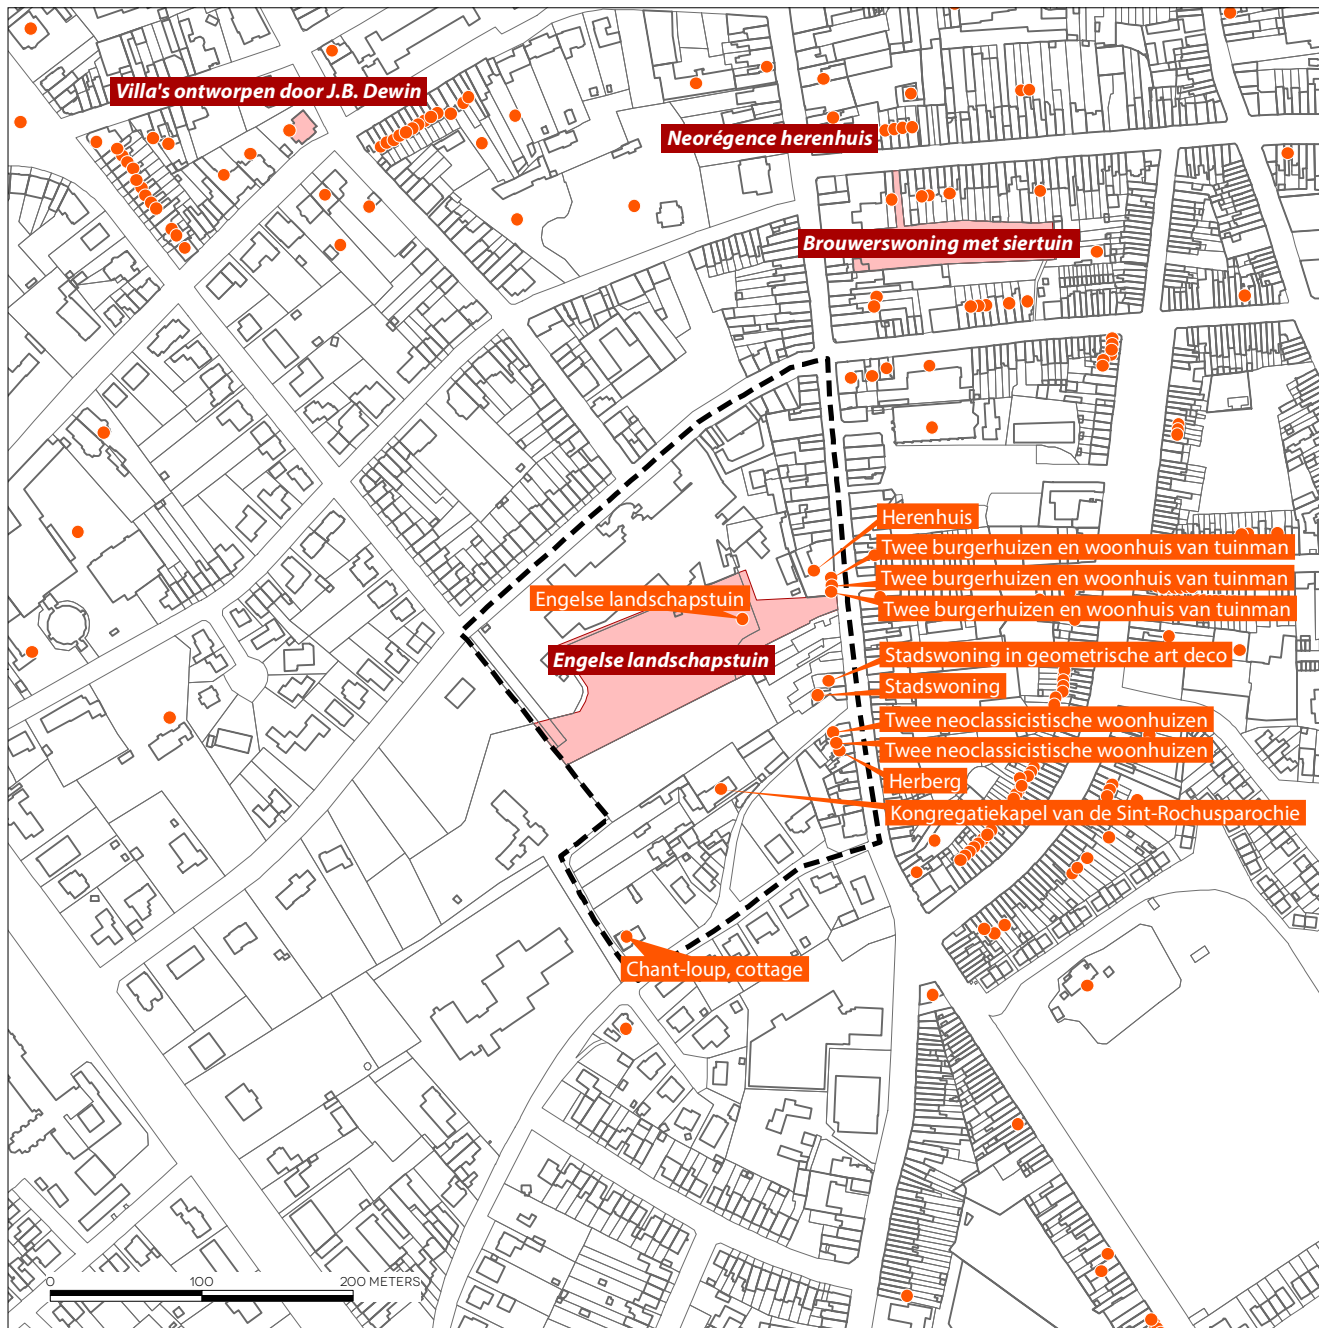 Villa's ontworpen door J.B. Dewin
Neorégence herenhuis
Brouwerswoning met siertuin
Herenhuis
Twee burgerhuizen en woonhuis van tuinman
Twee burgerhuizen en woonhuis van tuinman
Engelse landschapstuin
Twee burgerhuizen en woonhuis van tuinman
Engelse landschapstuin
Stadswoning in geometrische art deco
Stadswoning
Twee neoclassicistische woonhuizen
Twee neoclassicistische woonhuizen
Herberg
Kongregatiekapel van de Sint-Rochusparochie
Chant-loup, cottage
0 100 200 METERS